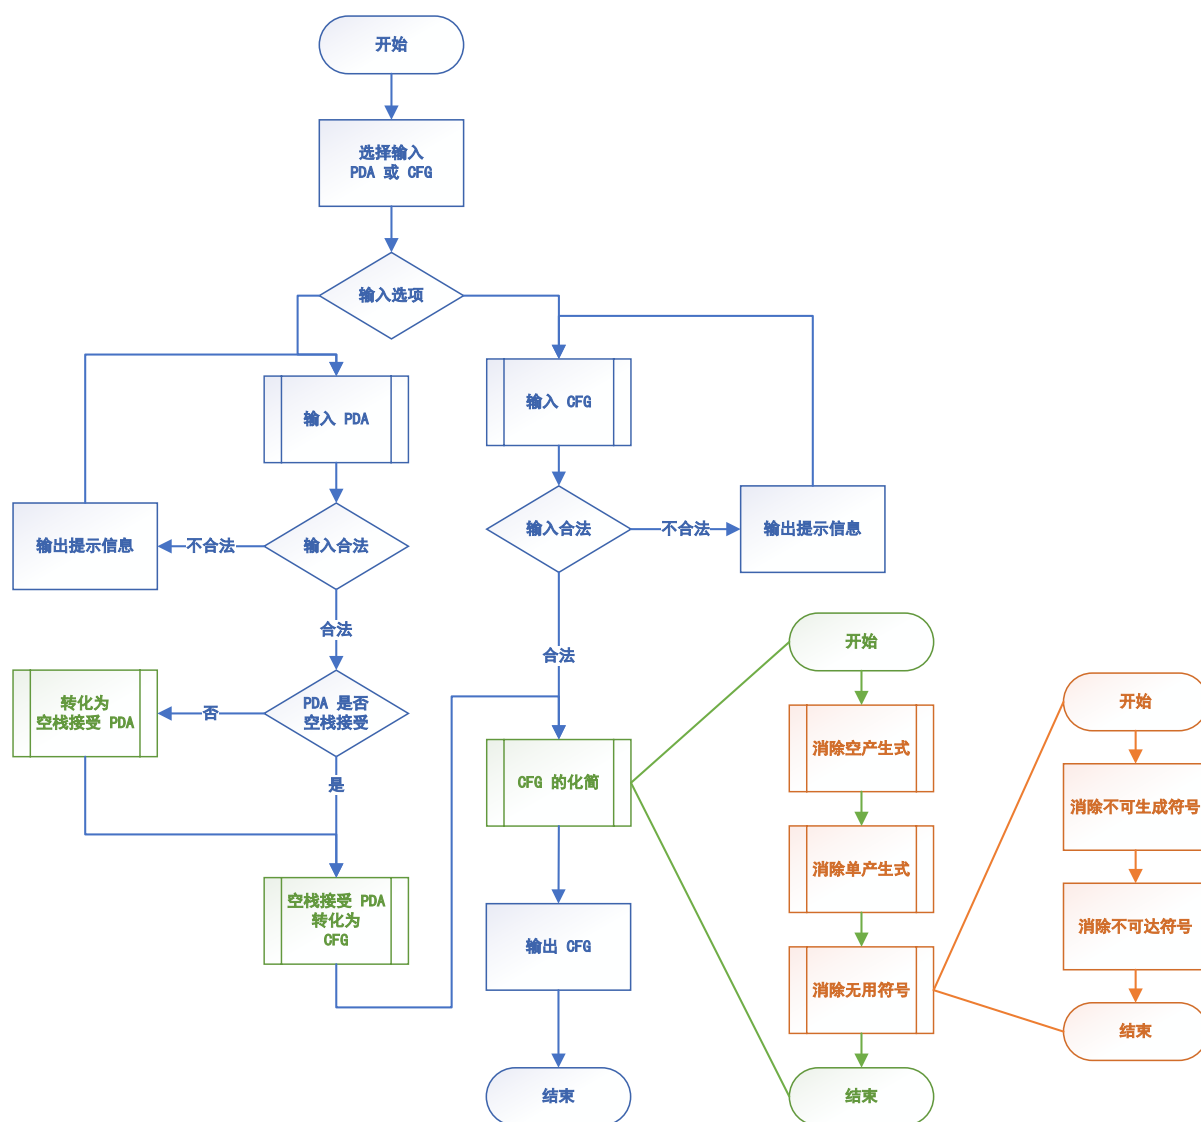 开始
选择输入
PDA 或 CFG
输入选项
输入 PDA
输入 CFG
输入合法
不合法
输出提示信息
输入合法
不合法
输出提示信息
合法
合法
PDA 是否
空栈接受
否
转化为
空栈接受 PDA
是
空栈接受 PDA
转化为
CFG
CFG 的化简
输出 CFG
结束
开始
消除空产生式
消除单产生式
消除无用符号
结束
开始
消除不可生成符号
消除不可达符号
结束